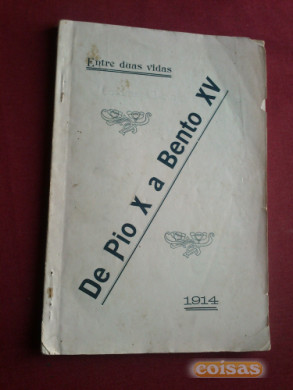 Entre duas vidas
De Pio X a Bento XV
1914
coisas